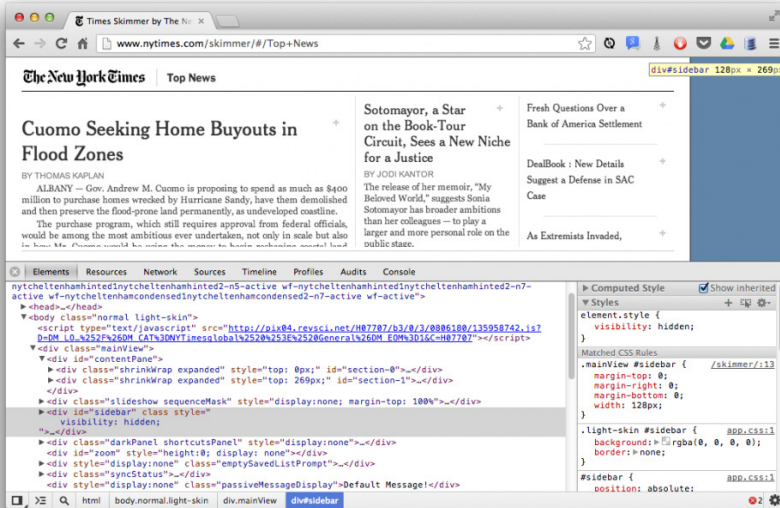 Times Skimmer by The Ne
www.nytimes.com/skimmer/#/Top+News
div#sidebar 128px × 269p
The New York Times
Top News
Cuomo Seeking Home Buyouts in
Flood Zones
BY THOMAS KAPLAN
ALBANY — Gov. Andrew M. Cuomo is proposing to spend as much as $400
million to purchase homes wrecked by Hurricane Sandy, have them demolished
and then preserve the flood-prone land permanently, as undeveloped coastline.
The purchase program, which still requires approval from federal officials,
would be among the most ambitious ever undertaken, not only in scale but also
in how Mr. Cuomo would be using the money to begin reshaping coastal land
Sotomayor, a Star
on the Book-Tour
Circuit, Sees a New Niche
for a Justice
BY JODI KANTOR
The release of her memoir, “My
Beloved World,” suggests Sonia
Sotomayor has broader ambitions
than her colleagues — to play a
larger and more personal role on the
public stage.
Fresh Questions Over a
Bank of America Settlement
DealBook : New Details
Suggest a Defense in SAC
Case
As Extremists Invaded,
Elements Resources Network Sources Timeline Profiles Audits Console
nytcheltenhamhinted1nytcheltenhamhinted2-n5-active wf-nytcheltenhamhinted1nytcheltenhamhinted2-n7-
active wf-nytcheltenhamcondensed1nytcheltenhamcondensed2-n7-active wf-active">
<head>…</head>
<body class="normal light-skin">
<script type="text/javascript" src="http://pix04.revsci.net/H07707/b3/0/3/0806180/135958742.js?
D=DM_LO…%252F%26DM_CAT%3DNYTimesglobal%2520%253E%2520General%26DM_EOM%3D1&C=H07707"></script>
<div class="mainView">
<div id="contentPane">
<div class="shrinkWrap expanded" style="top: 0px;" id="section-0">…</div>
<div class="shrinkWrap expanded" style="top: 269px;" id="section-1">…</div>
</div>
<div class="slideshow sequenceMask" style="display:none; margin-top: 100%">…</div>
<div id="sidebar" class style="
visibility: hidden;
">…</div>
<div class="darkPanel shortcutsPanel" style="display:none">…</div>
<div id="zoom" style="height:0; display: none"></div>
<div style="display:none" class="emptySavedListPrompt">…</div>
<div class="syncStatus">…</div>
<div style="display:none" class="passiveMessageDisplay">Default Message!</div>
Computed Style Show inherited
Styles
element.style {
visibility: hidden;
}
Matched CSS Rules
.mainView #sidebar { /skimmer/:13
margin-top: 0;
margin-right: 0;
margin-bottom: 0;
width: 128px;
}
.light-skin #sidebar { app.css:1
background: rgba(0, 0, 0, 0);
border: none;
}
#sidebar { app.css:1
position: absolute;
html body.normal.light-skin div.mainView div#sidebar 2